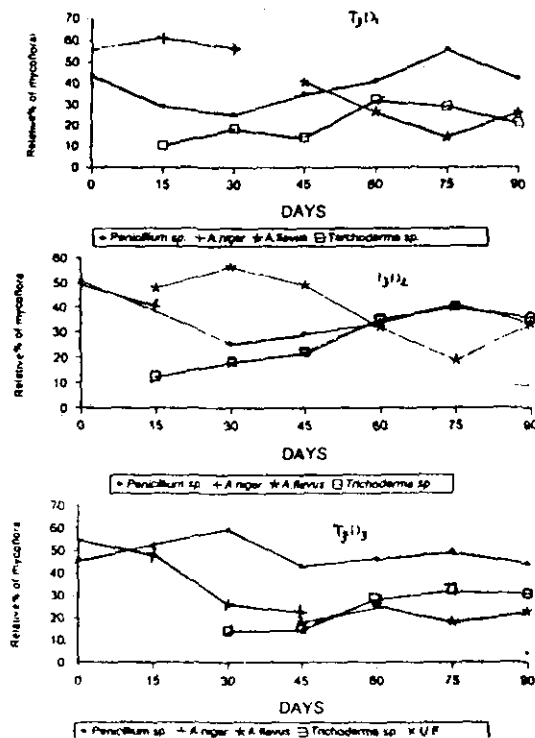 T3D1
70
60
50
40
30
20
10
0
Relative % of mycoflora
0 15 30 45 60 75 90
DAYS
Penicillium sp. A.niger A.flavus Tarchoderma sp.
T3D2
60
50
40
30
20
10
0
Relative % of mycoflora
0 15 30 45 60 75 90
DAYS
Penicillium sp A.niger A.flavus Trichoderma sp
T3D3
70
60
50
40
30
20
10
0
Relative % of mycoflora
0 15 30 45 60 75 90
DAYS
Penicillium sp A.niger A.flavus Trichoderma sp. U.F